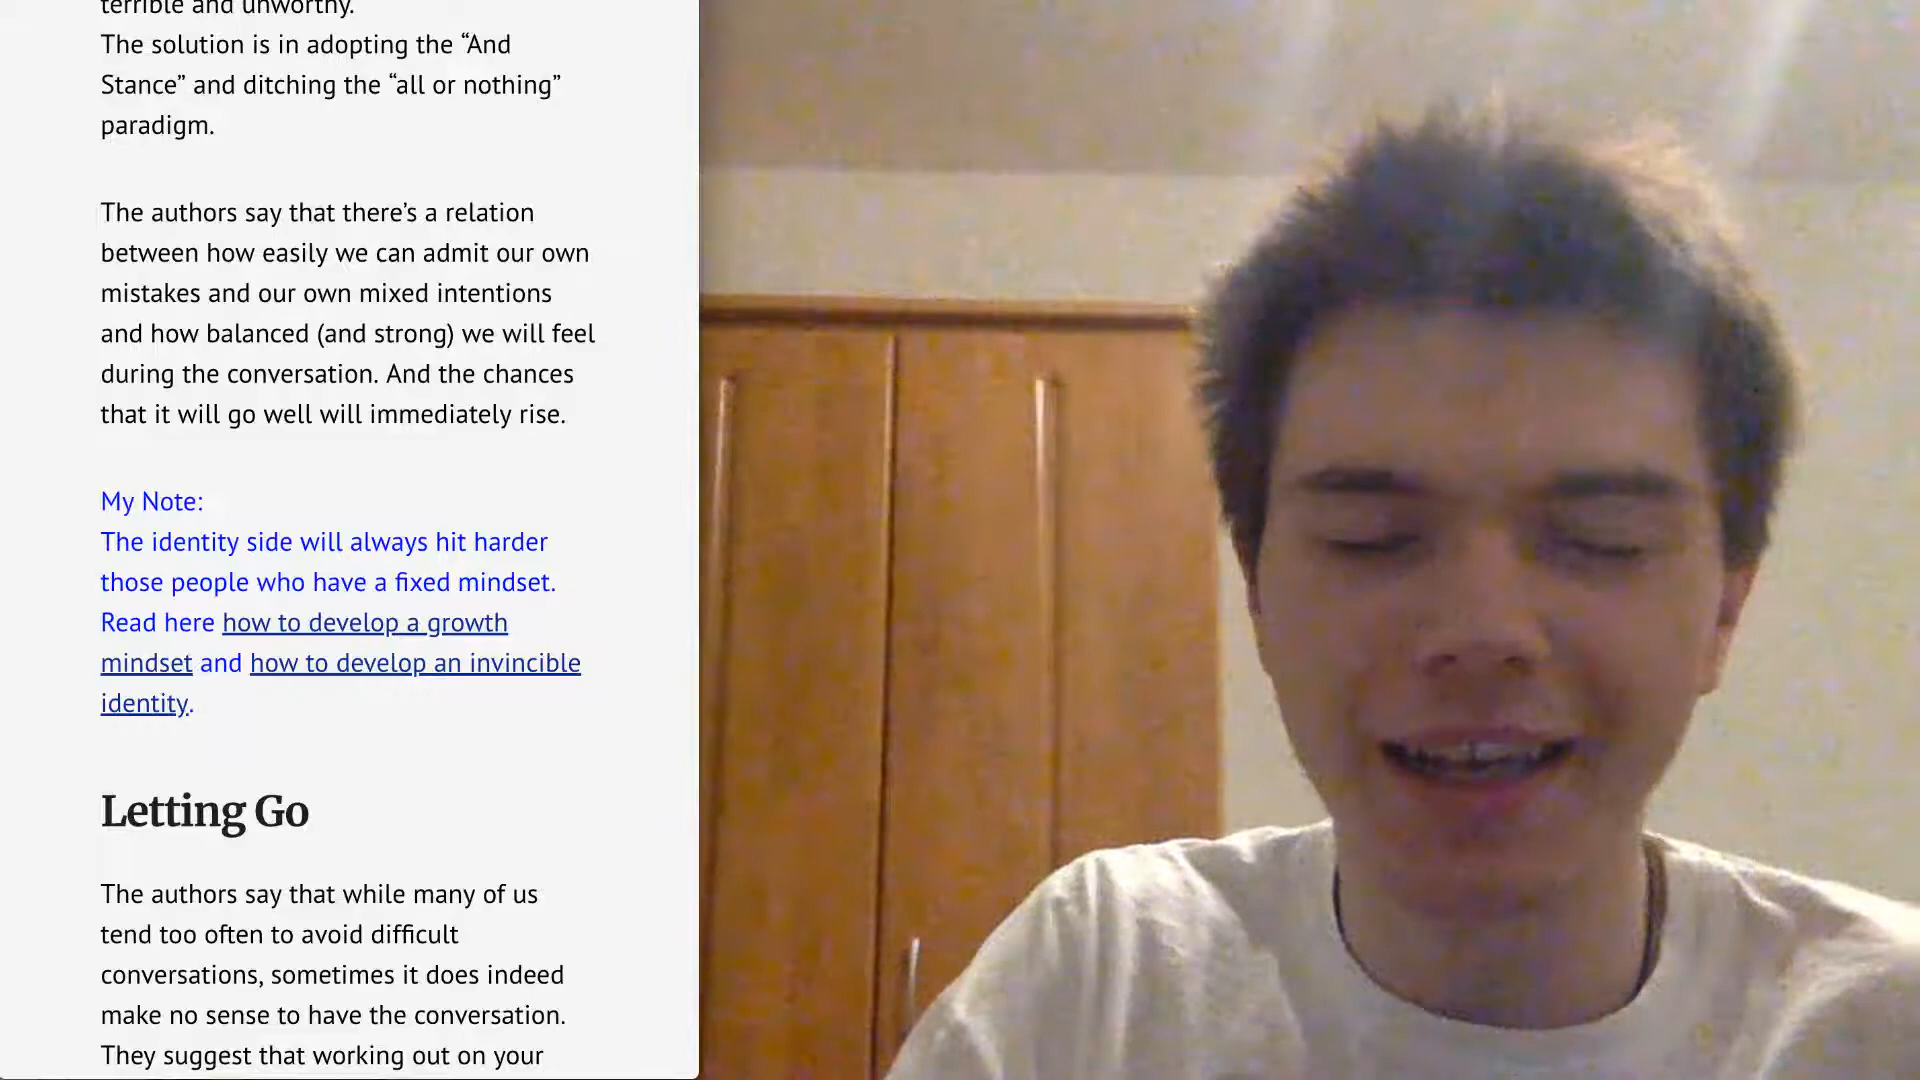 terrible and unworthy.
The solution is in adopting the “And
Stance” and ditching the “all or nothing”
paradigm.
The authors say that there’s a relation
between how easily we can admit our own
mistakes and our own mixed intentions
and how balanced (and strong) we will feel
during the conversation. And the chances
that it will go well will immediately rise.
My Note:
The identity side will always hit harder
those people who have a fixed mindset.
Read here how to develop a growth
mindset and how to develop an invincible
identity.
Letting Go
The authors say that while many of us
tend too often to avoid difficult
conversations, sometimes it does indeed
make no sense to have the conversation.
They suggest that working out on your